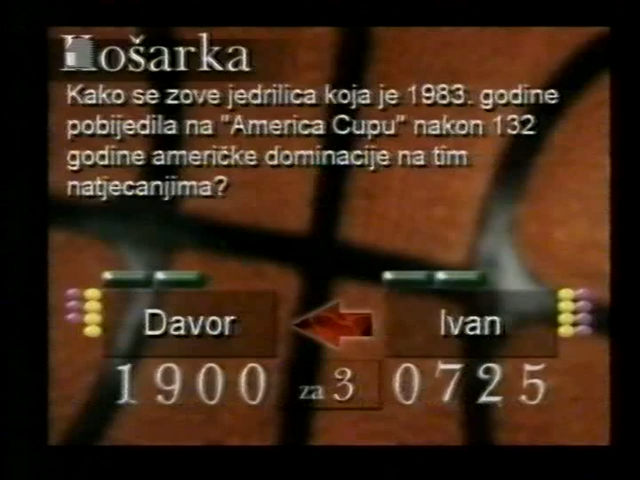 Košarka
Kako se zove jedrilica koja je 1983. godine
pobijedila na "America Cupu" nakon 132
godine američke dominacije na tim
natjecanjima?
Davor
Ivan
1900
za 3
0725